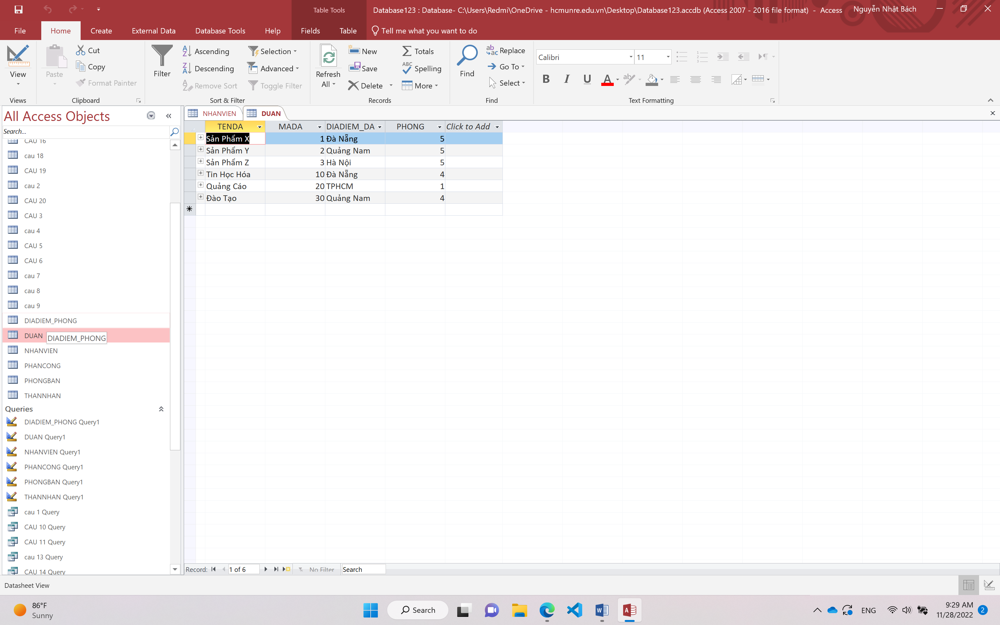 Table Tools
Database123 : Database- C:\Users\Redmi\OneDrive - hcmunre.edu.vn\Desktop\Database123.accdb (Access 2007 - 2016 file format) - Access
Nguyễn Nhật Bách
File Home Create External Data Database Tools Help Fields Table Tell me what you want to do
View
Views
Paste
Cut
Copy
Format Painter
Clipboard
Filter
Ascending
Descending
Remove Sort
Selection
Advanced
Toggle Filter
Sort & Filter
Refresh
All
New
Save
Delete
Totals
Spelling
More
Records
Find
Replace
Go To
Select
Find
Calibri 11
Text Formatting
All Access Objects
Search...
CAU 16
cau 18
CAU 19
cau 2
CAU 20
CAU 3
cau 4
CAU 5
CAU 6
cau 7
cau 8
cau 9
DIADIEM_PHONG
DUAN
DIADIEM_PHONG
NHANVIEN
PHANCONG
PHONGBAN
THANNHAN
Queries
DIADIEM_PHONG Query1
DUAN Query1
NHANVIEN Query1
PHANCONG Query1
PHONGBAN Query1
THANNHAN Query1
cau 1 Query
CAU 10 Query
CAU 11 Query
cau 13 Query
CAU 14 Query
NHANVIEN DUAN
TENDA MADA DIADIEM_DA PHONG Click to Add
Sản Phẩm X 1 Đà Nẵng 5
Sản Phẩm Y 2 Quảng Nam 5
Sản Phẩm Z 3 Hà Nội 5
Tin Học Hóa 10 Đà Nẵng 4
Quảng Cáo 20 TPHCM 1
Đào Tạo 30 Quảng Nam 4
Record: 1 of 6 No Filter Search
Datasheet View
86°F
Sunny
Search
ENG
9:29 AM
11/28/2022
2